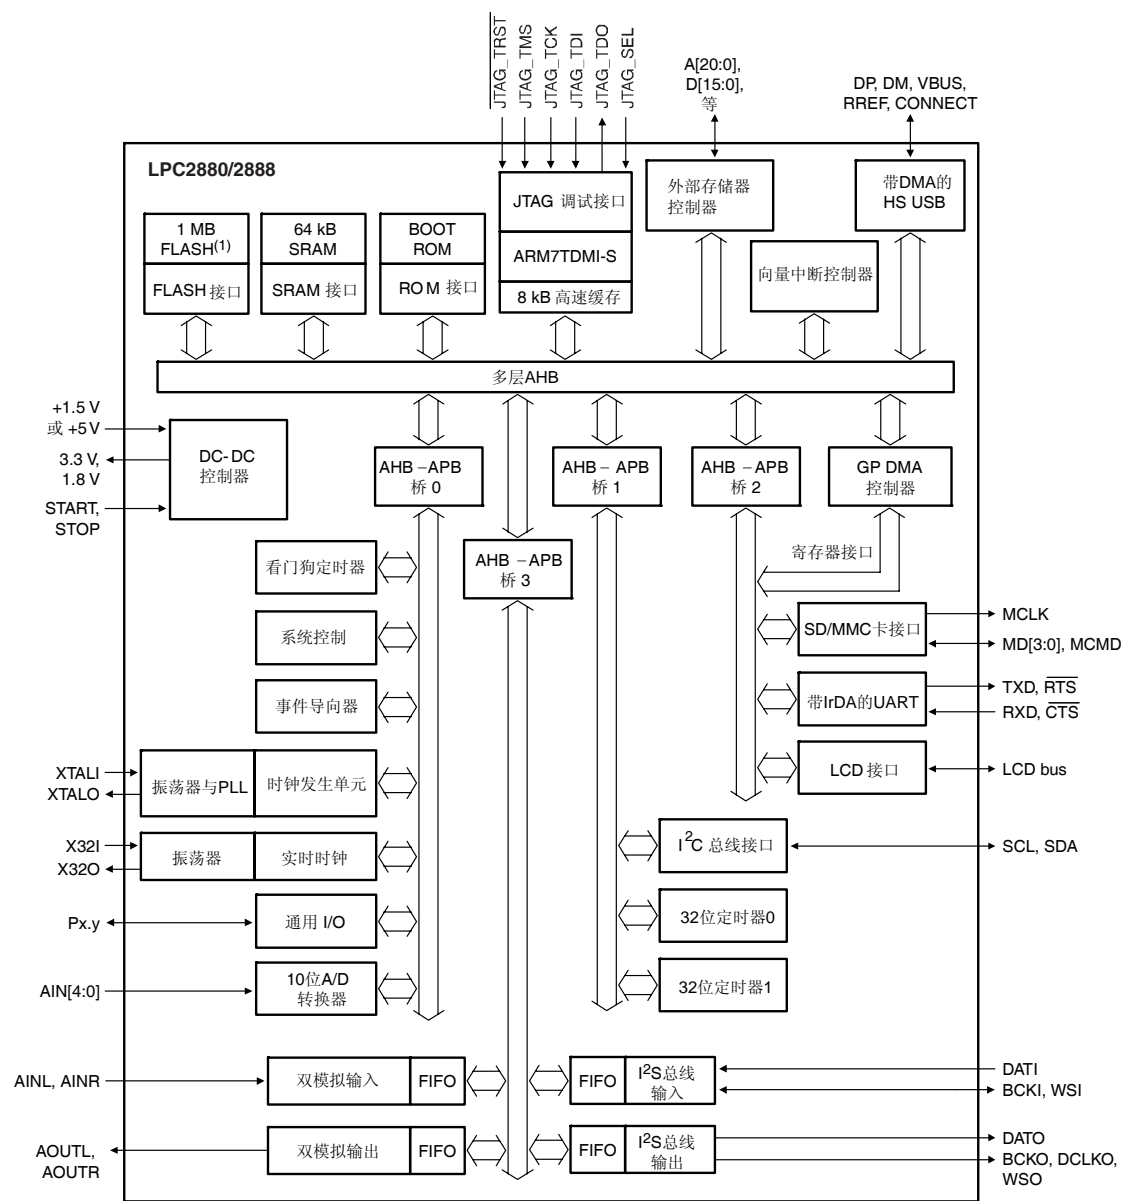 JTAG_TRST
JTAG_TMS
JTAG_TCK
JTAG_TDI
JTAG_TDO
JTAG_SEL
A[20:0],
D[15:0],
等
DP, DM, VBUS,
RREF, CONNECT
LPC2880/2888
1 MB
FLASH(1)
FLASH 接口
64 kB
SRAM
SRAM 接口
BOOT
ROM
ROM 接口
JTAG 调试接口
ARM7TDMI-S
8 kB 高速缓存
外部存储器
控制器
向量中断控制器
带DMA的
HS USB
多层AHB
+1.5 V
或 +5 V
3.3 V,
1.8 V
START,
STOP
DC-DC
控制器
AHB – APB
桥 0
AHB – APB
桥 3
AHB – APB
桥 1
AHB – APB
桥 2
GP DMA
控制器
寄存器接口
看门狗定时器
系统控制
事件导向器
XTALI
XTALO
振荡器与PLL
时钟发生单元
X32I
X32O
振荡器
实时时钟
Px.y
通用 I/O
AIN[4:0]
10位A/D
转换器
SD/MMC卡接口
MCLK
MD[3:0], MCMD
带IrDA的UART
TXD, RTS
RXD, CTS
LCD 接口
LCD bus
I2C 总线接口
SCL, SDA
32位定时器0
32位定时器1
AINL, AINR
双模拟输入
FIFO
FIFO
I2S总线
输入
DATI
BCKI, WSI
AOUTL,
AOUTR
双模拟输出
FIFO
FIFO
I2S总线
输出
DATO
BCKO, DCLKO,
WSO